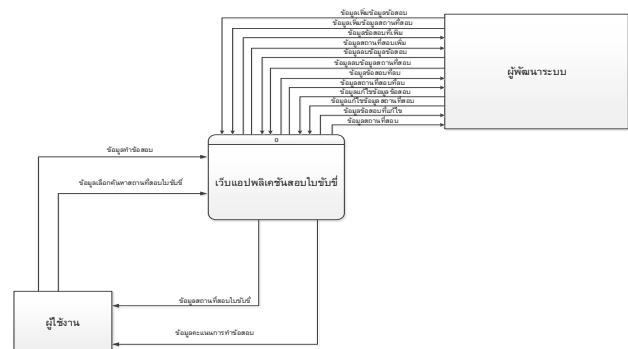 ข้อมูลเพิ่มข้อมูลข้อสอบ
ข้อมูลเพิ่มข้อมูลสถานที่สอบ
ข้อมูลข้อสอบที่เพิ่ม
ข้อมูลสถานที่สอบเพิ่ม
ข้อมูลลบข้อมูลข้อสอบ
ข้อมูลลบข้อมูลสถานที่สอบ
ข้อมูลข้อสอบที่ลบ
ข้อมูลสถานที่สอบที่ลบ
ข้อมูลแก้ไขข้อมูลข้อสอบ
ข้อมูลแก้ไขข้อมูลสถานที่สอบ
ข้อมูลข้อสอบที่แก้ไข
ข้อมูลสถานที่สอบ
ผู้พัฒนาระบบ
0
เว็บแอปพลิเคชันสอบใบขับขี่
ข้อมูลทำข้อสอบ
ข้อมูลเลือกค้นหาสถานที่สอบใบขับขี่
ข้อมูลสถานที่สอบใบขับขี่
ผู้ใช้งาน
ข้อมูลคะแนนการทำข้อสอบ